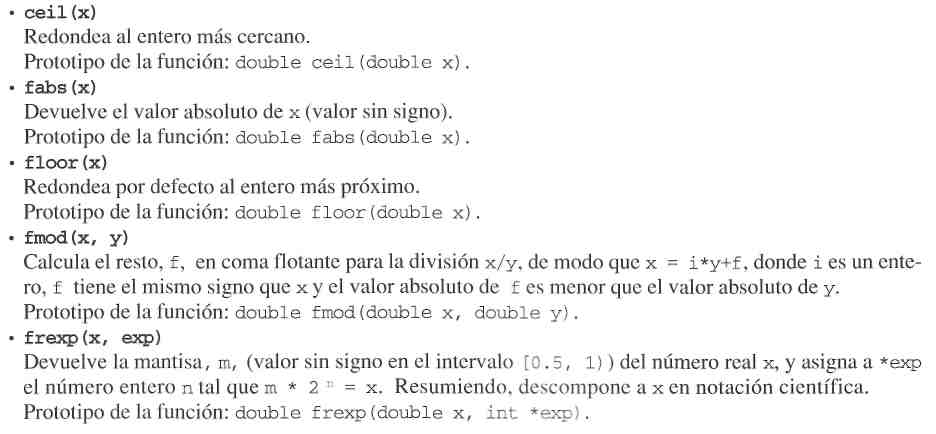 • ceil(x)
Redondea al entero más cercano.
Prototipo de la función: double ceil(double x).
• fabs(x)
Devuelve el valor absoluto de x (valor sin signo).
Prototipo de la función: double fabs(double x).
• floor(x)
Redondea por defecto al entero más próximo.
Prototipo de la función: double floor(double x).
• fmod(x, y)
Calcula el resto, f, en coma flotante para la división x/y, de modo que x = i*y+f, donde i es un ente-
ro, f tiene el mismo signo que x y el valor absoluto de f es menor que el valor absoluto de y.
Prototipo de la función: double fmod(double x, double y).
• frexp(x, exp)
Devuelve la mantisa, m, (valor sin signo en el intervalo [0.5, 1)) del número real x, y asigna a *exp
el número entero n tal que m * 2 ⁿ = x. Resumiendo, descompone a x en notación científica.
Prototipo de la función: double frexp(double x, int *exp).